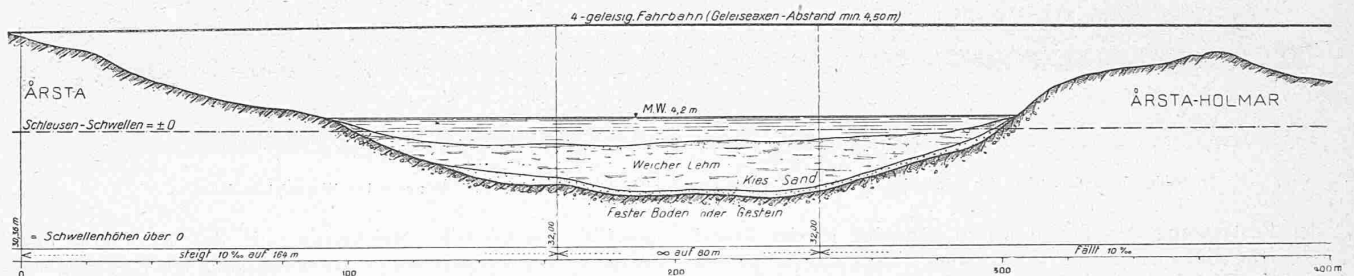 4-geleisig. Fahrbahn (Geleiseaxen-Abstand min. 4,50 m)
ÅRSTA
ÅRSTA-HOLMAR
M.W. 4,2 m
Schleusen-Schwellen = ±0
Weicher Lehm
Kies-Sand
Fester Boden oder Gestein
30,36 m
= Schwellenhöhen über 0
32,00
32,00
steigt 10 ‰ auf 164 m
∞ auf 80 m
Fällt 10 ‰
0
100
200
300
400 m